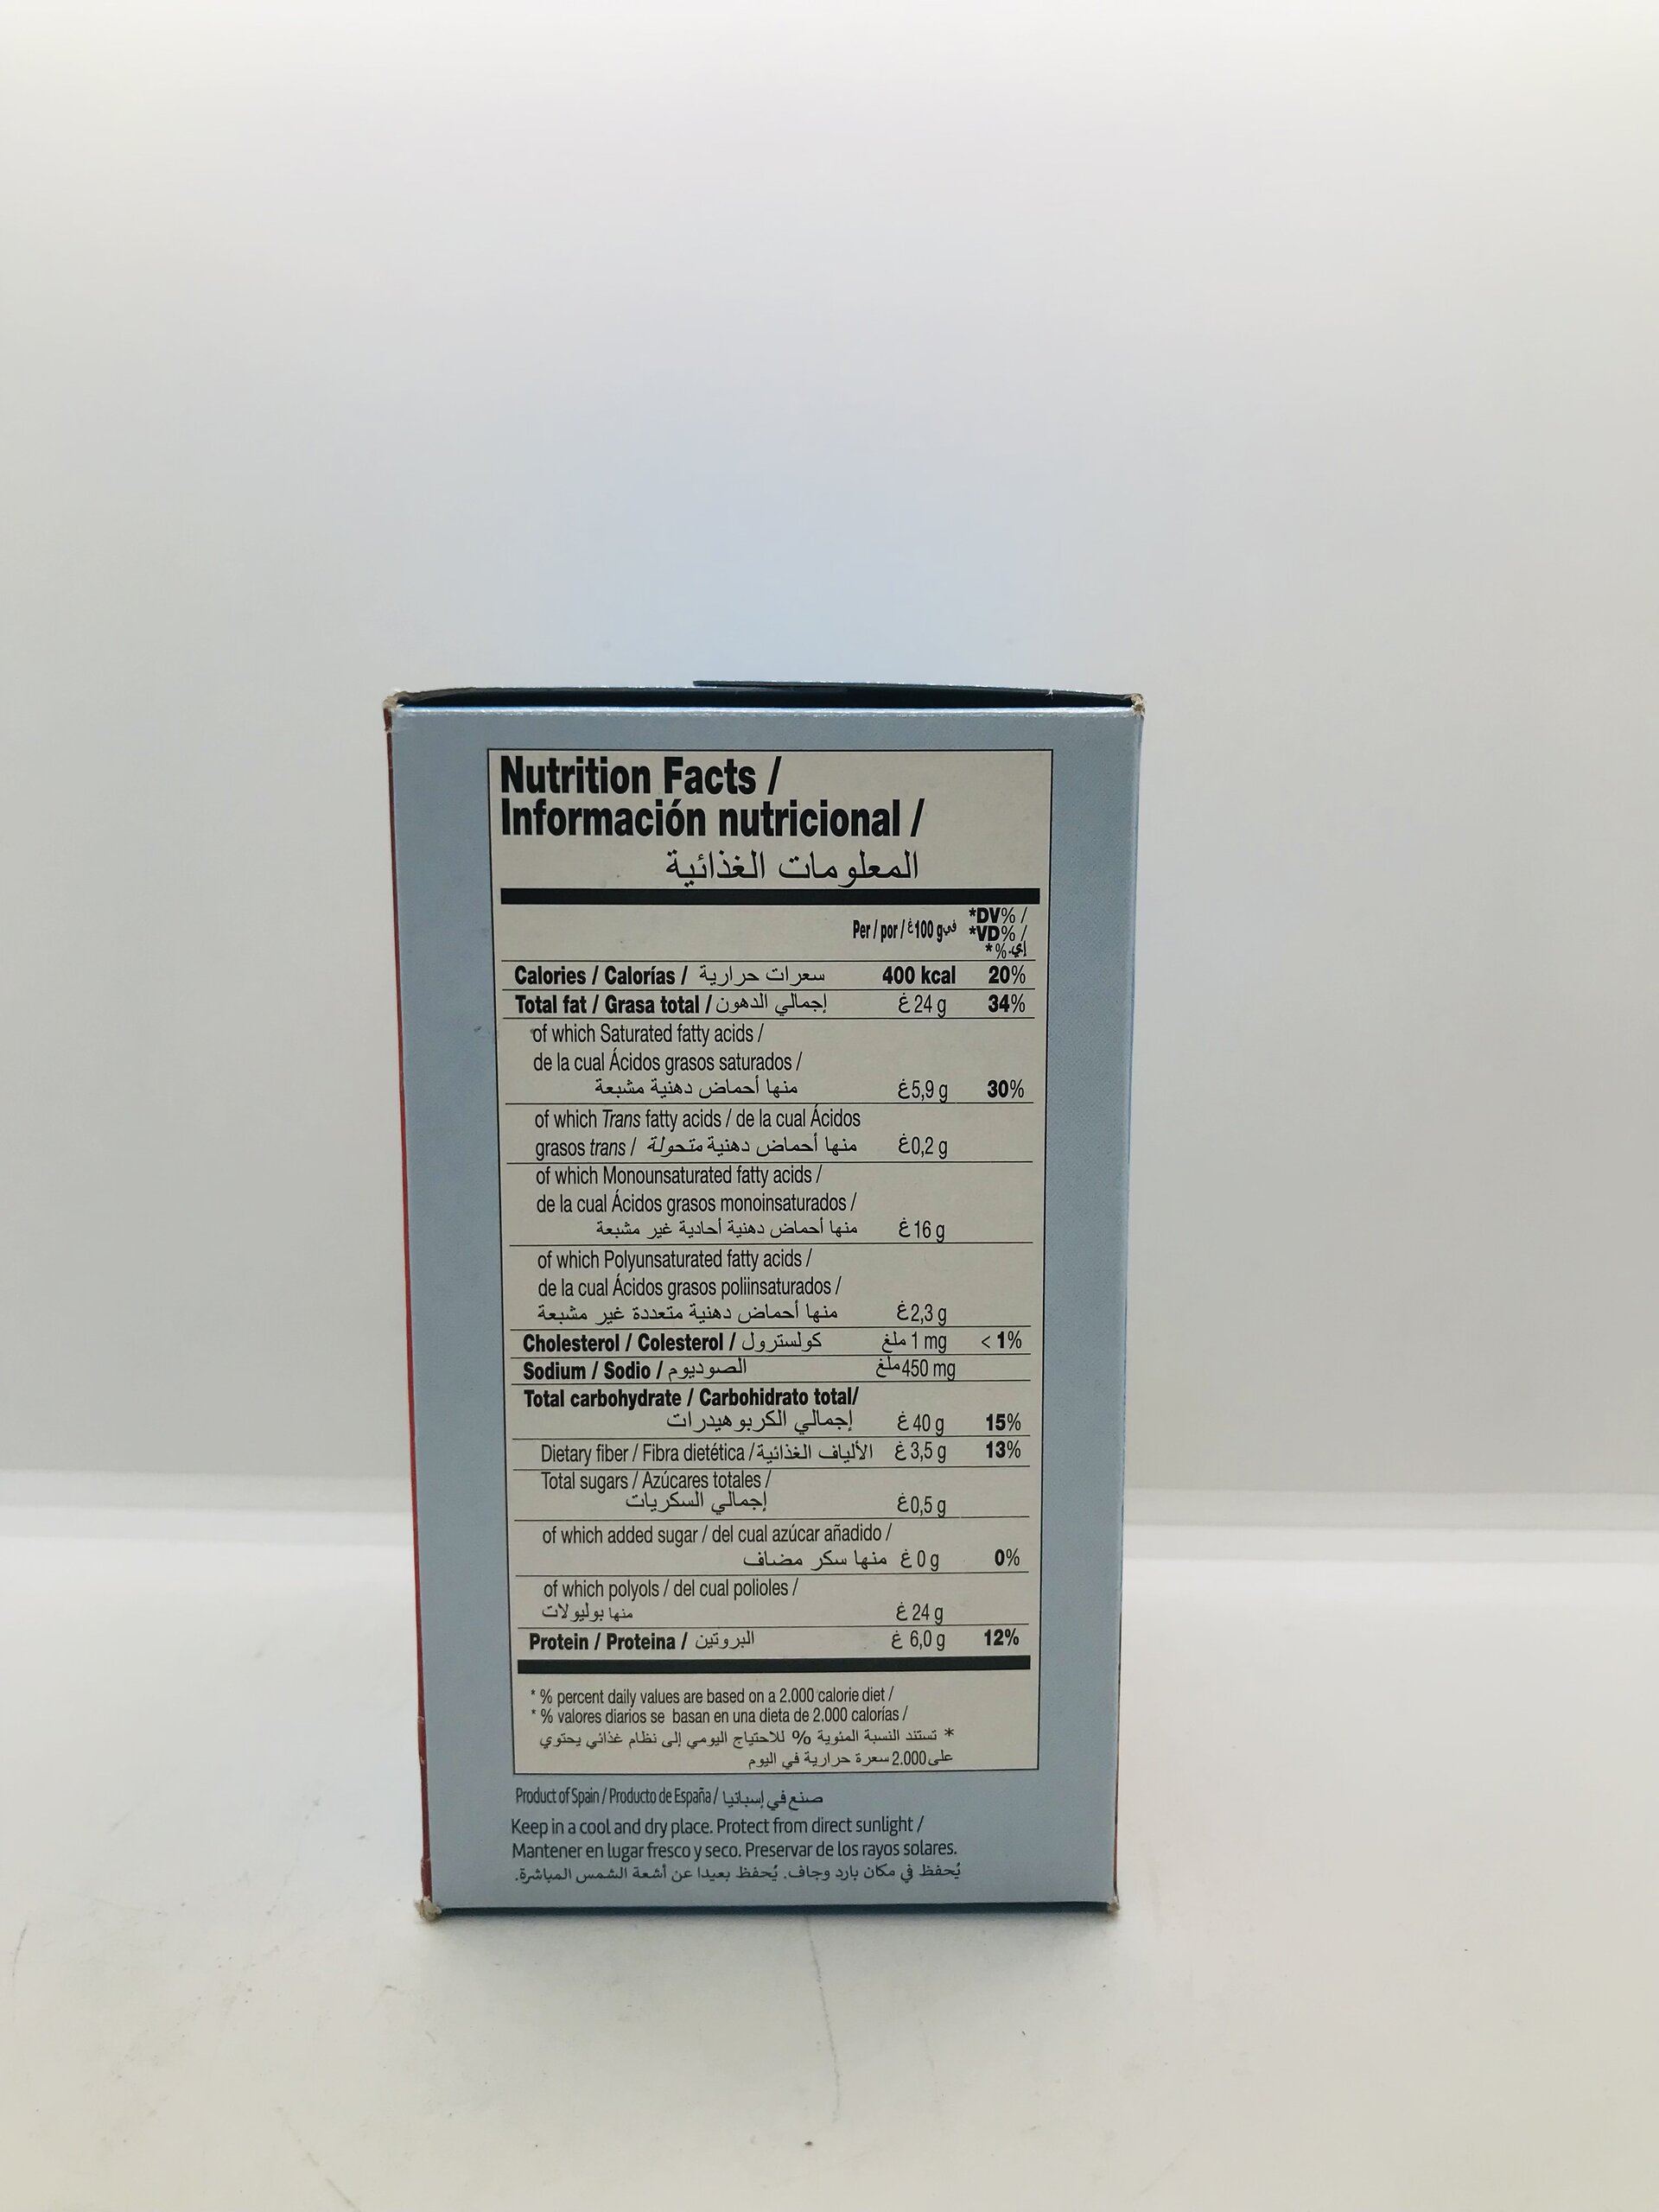 Nutrition Facts /
Información nutricional /
المعلومات الغذائية
*DV% /
Per / por / غ100 g في *VD% /
*%.إي
Calories / Calorías / سعرات حرارية 400 kcal 20%
Total fat / Grasa total / إجمالي الدهون غ 24 g 34%
of which Saturated fatty acids /
de la cual Ácidos grasos saturados /
منها أحماض دهنية مشبعة غ5,9 g 30%
of which Trans fatty acids / de la cual Ácidos
grasos trans / منها أحماض دهنية متحولة غ0,2 g
of which Monounsaturated fatty acids /
de la cual Ácidos grasos monoinsaturados /
منها أحماض دهنية أحادية غير مشبعة غ 16 g
of which Polyunsaturated fatty acids /
de la cual Ácidos grasos poliinsaturados /
منها أحماض دهنية متعددة غير مشبعة غ2,3 g
Cholesterol / Colesterol / كولسترول ملغ 1 mg < 1%
Sodium / Sodio / الصوديوم ملغ450 mg
Total carbohydrate / Carbohidrato total/
إجمالي الكربوهيدرات غ 40 g 15%
Dietary fiber / Fibra dietética / الألياف الغذائية غ 3,5 g 13%
Total sugars / Azúcares totales /
إجمالي السكريات غ0,5 g
of which added sugar / del cual azúcar añadido /
منها سكر مضاف غ 0 g 0%
of which polyols / del cual polioles /
منها بوليولات غ 24 g
Protein / Proteina / البروتين غ 6,0 g 12%
* % percent daily values are based on a 2.000 calorie diet /
* % valores diarios se basan en una dieta de 2.000 calorías /
* تستند النسبة المئوية % للاحتياج اليومي إلى نظام غذائي يحتوي
على 2.000 سعرة حرارية في اليوم
Product of Spain / Producto de España / صنع في إسبانيا
Keep in a cool and dry place. Protect from direct sunlight /
Mantener en lugar fresco y seco. Preservar de los rayos solares.
يُحفظ في مكان بارد وجاف. يُحفظ بعيدا عن أشعة الشمس المباشرة.